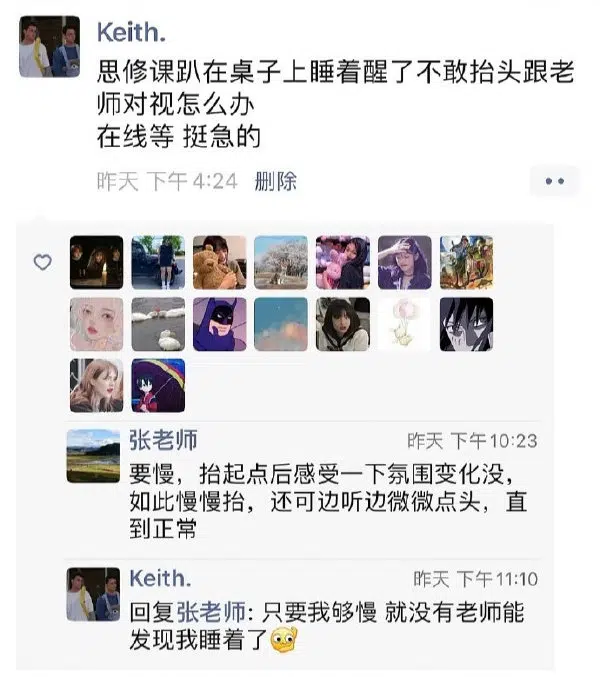 Keith.
思修课趴在桌子上睡着醒了不敢抬头跟老
师对视怎么办
在线等 挺急的
昨天 下午4:24 删除
张老师 昨天 下午10:23
要慢，抬起点后感受一下氛围变化没，
如此慢慢抬，还可边听边微微点头，直
到正常
Keith. 昨天 下午11:10
回复张老师: 只要我够慢 就没有老师能
发现我睡着了🫢